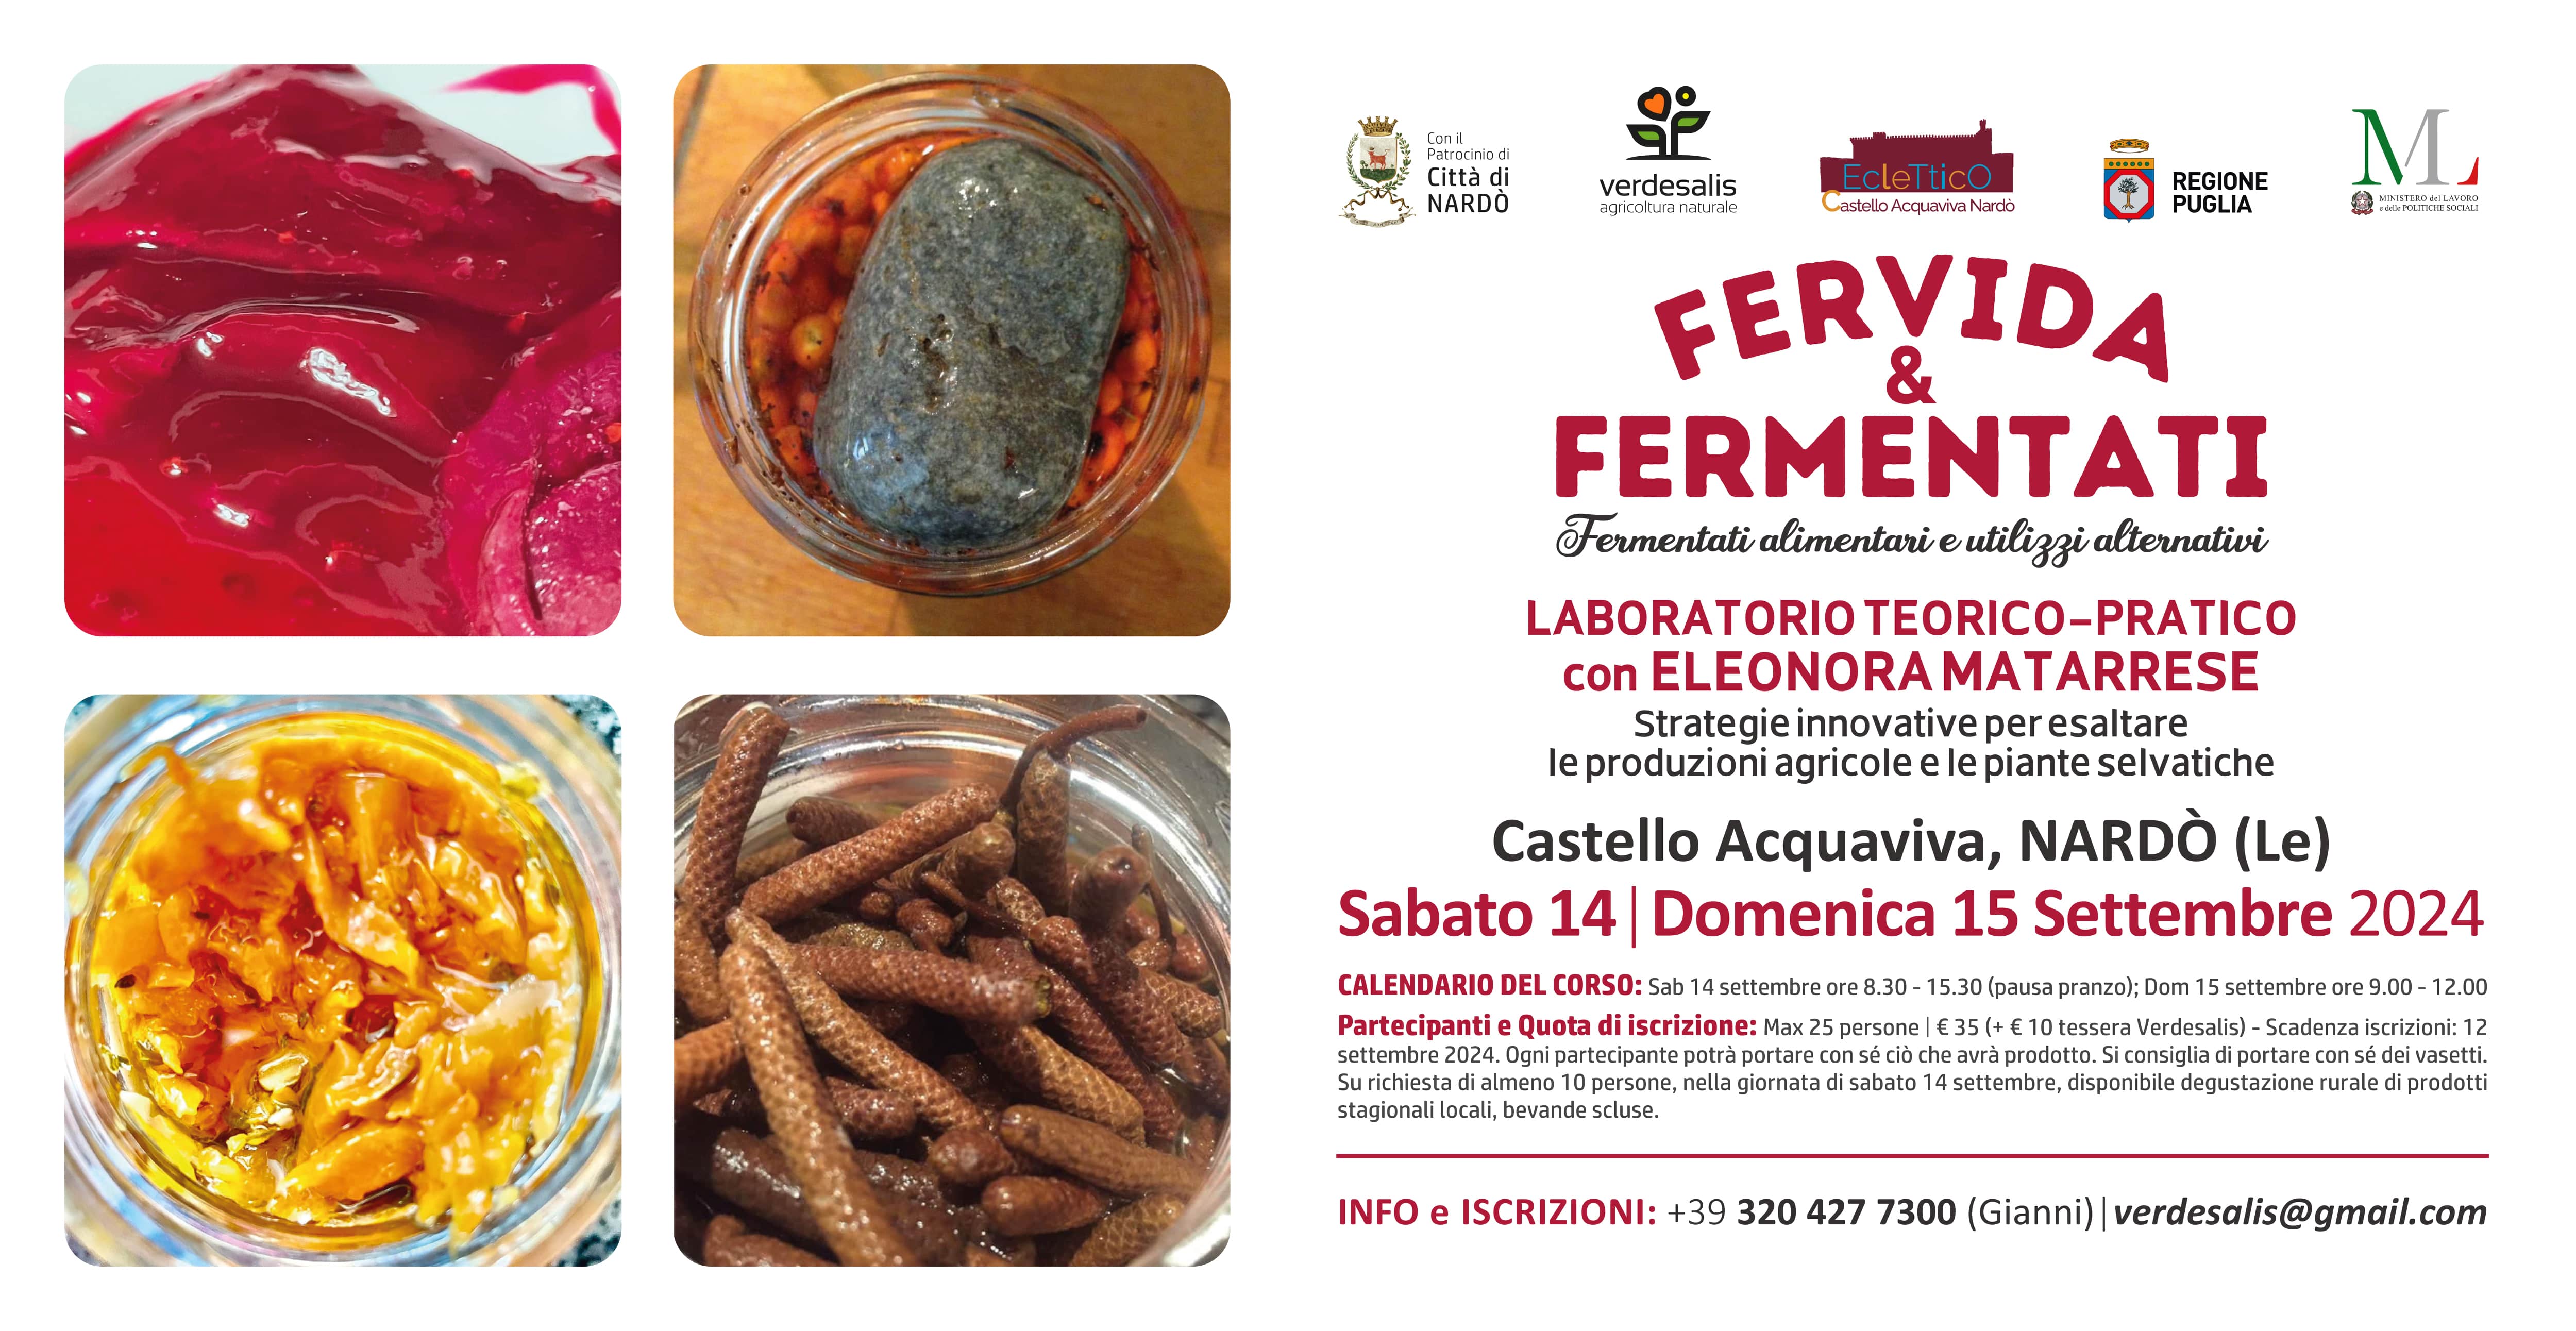 Con il
Patrocinio di
Città di
NARDÒ
verdesalis
agricoltura naturale
EcleTticO
Castello Acquaviva Nardò
REGIONE
PUGLIA
ML
MINISTERO del LAVORO
e delle POLITICHE SOCIALI
FERVIDA
&
FERMENTATI
Fermentati alimentari e utilizzi alternativi
LABORATORIO TEORICO-PRATICO
con ELEONORA MATARRESE
Strategie innovative per esaltare
le produzioni agricole e le piante selvatiche
Castello Acquaviva, NARDÒ (Le)
Sabato 14 | Domenica 15 Settembre 2024
CALENDARIO DEL CORSO: Sab 14 settembre ore 8.30 - 15.30 (pausa pranzo); Dom 15 settembre ore 9.00 - 12.00
Partecipanti e Quota di iscrizione: Max 25 persone | € 35 (+ € 10 tessera Verdesalis) - Scadenza iscrizioni: 12
settembre 2024. Ogni partecipante potrà portare con sé ciò che avrà prodotto. Si consiglia di portare con sé dei vasetti.
Su richiesta di almeno 10 persone, nella giornata di sabato 14 settembre, disponibile degustazione rurale di prodotti
stagionali locali, bevande scluse.
INFO e ISCRIZIONI: +39 320 427 7300 (Gianni) | verdesalis@gmail.com